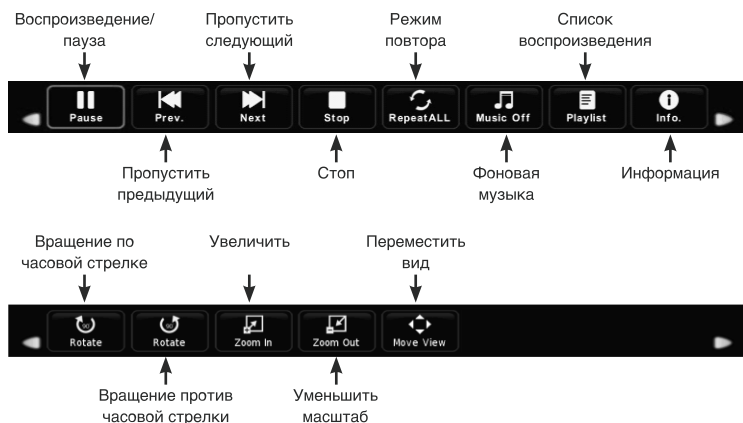 Воспроизведение/
пауза
Пропустить
следующий
Режим
повтора
Список
воспроизведения
Pause
Prev.
Next
Stop
RepeatALL
Music Off
Playlist
Info.
Пропустить
предыдущий
Стоп
Фоновая
музыка
Информация
Вращение по
часовой стрелке
Увеличить
Переместить
вид
Rotate
Rotate
Zoom In
Zoom Out
Move View
Вращение против
часовой стрелки
Уменьшить
масштаб